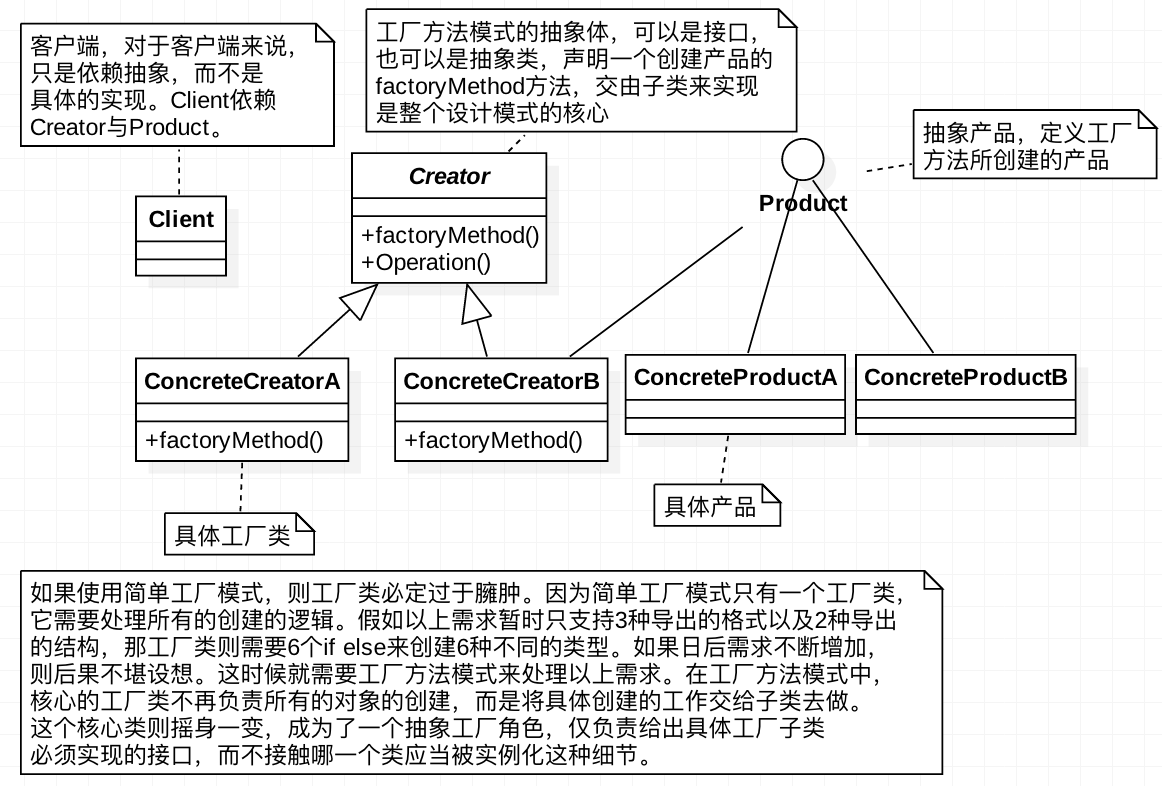 客户端，对于客户端来说，
只是依赖抽象，而不是
具体的实现。Client依赖
Creator与Product。
工厂方法模式的抽象体，可以是接口，
也可以是抽象类，声明一个创建产品的
factoryMethod方法，交由子类来实现
是整个设计模式的核心
抽象产品，定义工厂
方法所创建的产品
Client
Creator
+factoryMethod()
+Operation()
Product
ConcreteCreatorA
+factoryMethod()
ConcreteCreatorB
+factoryMethod()
ConcreteProductA
ConcreteProductB
具体工厂类
具体产品
如果使用简单工厂模式，则工厂类必定过于臃肿。因为简单工厂模式只有一个工厂类，
它需要处理所有的创建的逻辑。假如以上需求暂时只支持3种导出的格式以及2种导出
的结构，那工厂类则需要6个if else来创建6种不同的类型。如果日后需求不断增加，
则后果不堪设想。这时候就需要工厂方法模式来处理以上需求。在工厂方法模式中，
核心的工厂类不再负责所有的对象的创建，而是将具体创建的工作交给子类去做。
这个核心类则摇身一变，成为了一个抽象工厂角色，仅负责给出具体工厂子类
必须实现的接口，而不接触哪一个类应当被实例化这种细节。